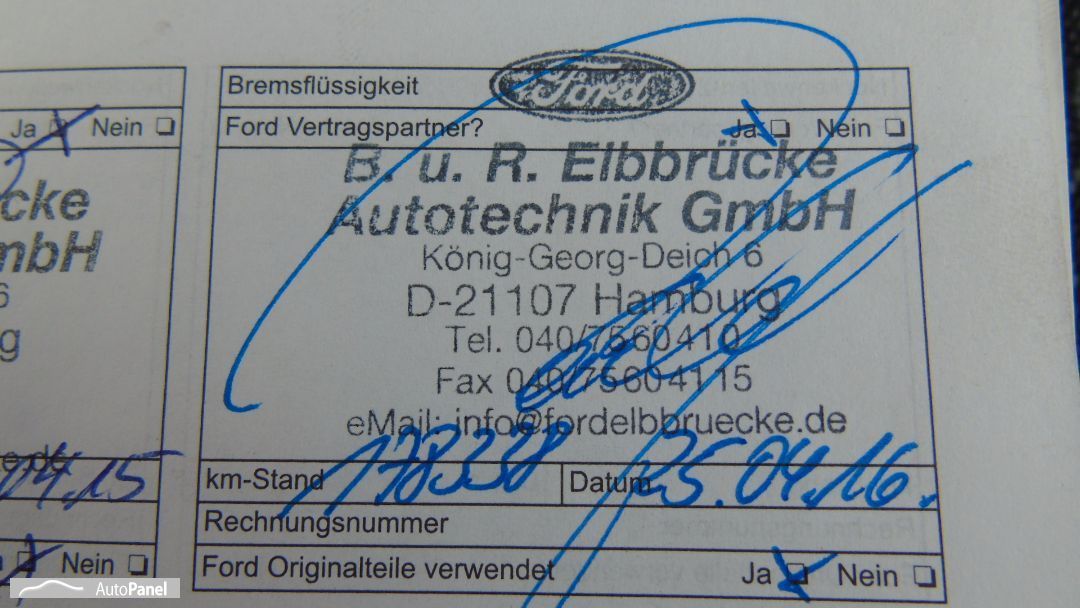 Ja Nein
cke
mbH
6
g
e.de
04.15
Nein
Bremsflüssigkeit
Ford
Ford Vertragspartner? Ja Nein
B. u. R. Elbbrücke
Autotechnik GmbH
König-Georg-Deich 6
D-21107 Hamburg
Tel. 040/7560410
Fax 040/75604115
eMail: info@fordelbbruecke.de
km-Stand 178338 Datum 25.04.16.
Rechnungsnummer
Ford Originalteile verwendet Ja Nein
AutoPanel